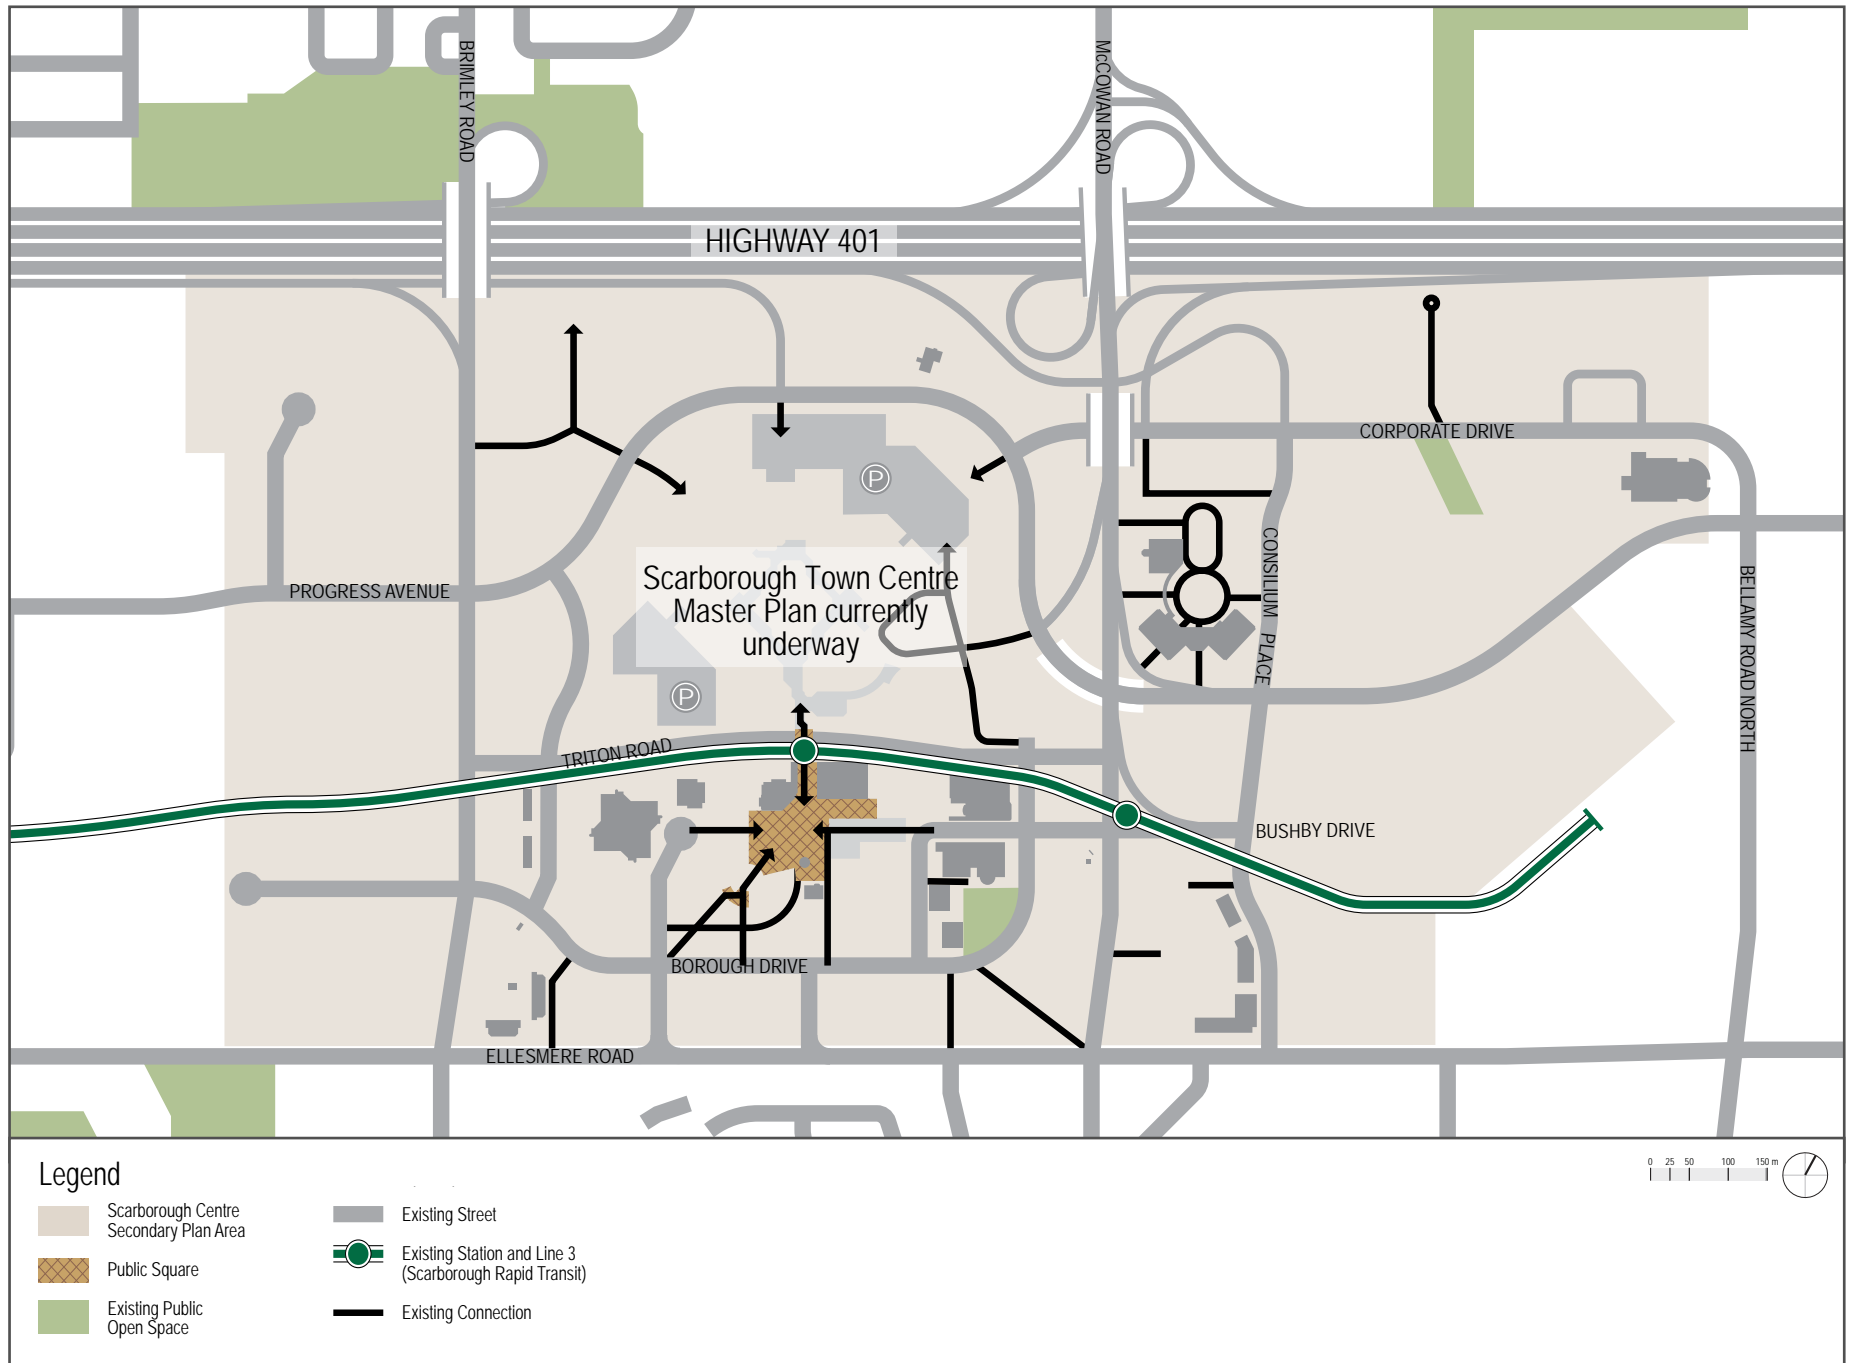 BRIMLEY ROAD
McCOWAN ROAD
HIGHWAY 401
CORPORATE DRIVE
P
CONSILIUM PLACE
Scarborough Town Centre
Master Plan currently
underway
PROGRESS AVENUE
BELLAMY ROAD NORTH
P
TRITON ROAD
BUSHBY DRIVE
BOROUGH DRIVE
ELLESMERE ROAD
Legend
0 25 50 100 150 m
Scarborough Centre
Secondary Plan Area
Public Square
Existing Public
Open Space
Existing Street
Existing Station and Line 3
(Scarborough Rapid Transit)
Existing Connection